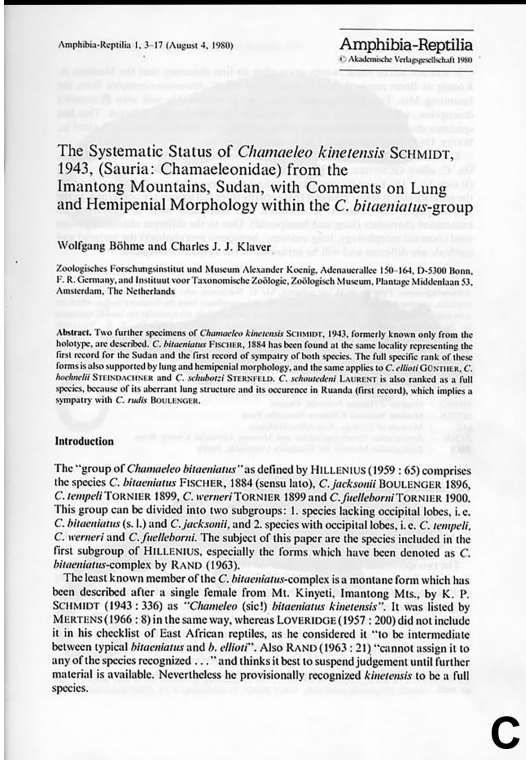 Amphibia-Reptilia 1, 3–17 (August 4, 1980)
Amphibia-Reptilia
© Akademische Verlagsgesellschaft 1980
The Systematic Status of Chamaeleo kinetensis SCHMIDT,
1943, (Sauria: Chamaeleonidae) from the
Imantong Mountains, Sudan, with Comments on Lung
and Hemipenial Morphology within the C. bitaeniatus-group
Wolfgang Böhme and Charles J. J. Klaver
Zoologisches Forschungsinstitut und Museum Alexander Koenig, Adenauerallee 150–164, D-5300 Bonn,
F. R. Germany, and Instituut voor Taxonomische Zoölogie, Zoölogisch Museum, Plantage Middenlaan 53,
Amsterdam, The Netherlands
Abstract. Two further specimens of Chamaeleo kinetensis SCHMIDT, 1943, formerly known only from the
holotype, are described. C. bitaeniatus FISCHER, 1884 has been found at the same locality representing the
first record for the Sudan and the first record of sympatry of both species. The full specific rank of these
forms is also supported by lung and hemipenial morphology, and the same applies to C. ellioti GÜNTHER, C.
hoehnelii STEINDACHNER and C. schubotzi STERNFELD. C. schoutedeni LAURENT is also ranked as a full
species, because of its aberrant lung structure and its occurence in Ruanda (first record), which implies a
sympatry with C. rudis BOULENGER.
Introduction
The “group of Chamaeleo bitaeniatus” as defined by HILLENIUS (1959 : 65) comprises
the species C. bitaeniatus FISCHER, 1884 (sensu lato), C. jacksonii BOULENGER 1896,
C. tempeli TORNIER 1899, C. werneri TORNIER 1899 and C. fuelleborni TORNIER 1900.
This group can be divided into two subgroups: 1. species lacking occipital lobes, i. e.
C. bitaeniatus (s. l.) and C. jacksonii, and 2. species with occipital lobes, i. e. C. tempeli,
C. werneri and C. fuelleborni. The subject of this paper are the species included in the
first subgroup of HILLENIUS, especially the forms which have been denoted as C.
bitaeniatus-complex by RAND (1963).
The least known member of the C. bitaeniatus-complex is a montane form which has
been described after a single female from Mt. Kinyeti, Imantong Mts., by K. P.
SCHMIDT (1943 : 336) as “Chameleo (sic!) bitaeniatus kinetensis”. It was listed by
MERTENS (1966 : 8) in the same way, whereas LOVERIDGE (1957 : 200) did not include
it in his checklist of East African reptiles, as he considered it “to be intermediate
between typical bitaeniatus and b. ellioti”. Also RAND (1963 : 21) “cannot assign it to
any of the species recognized . . .” and thinks it best to suspend judgement until further
material is available. Nevertheless he provisionally recognized kinetensis to be a full
species.
C